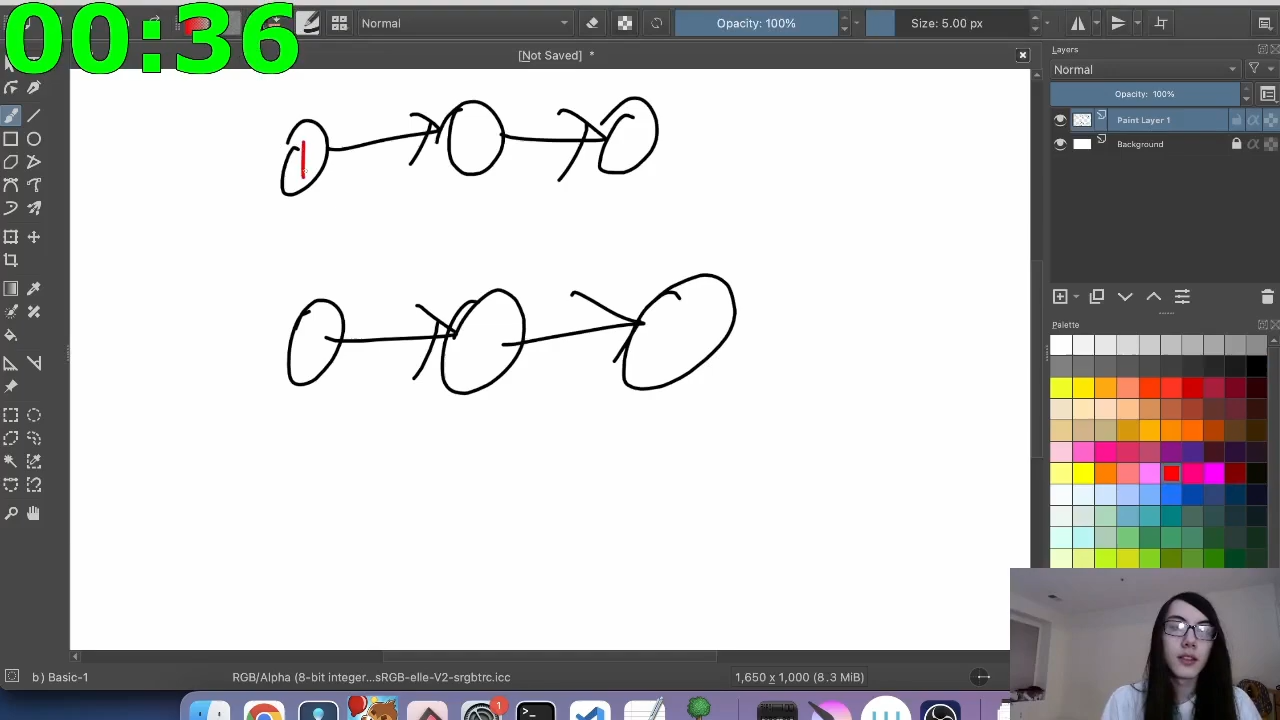 00:36
Normal
Opacity: 100%
Size: 5.00 px
[Not Saved] *
Layers
Normal
Opacity: 100%
Paint Layer 1
Background
Palette
1
b) Basic-1
RGB/Alpha (8-bit integer...sRGB-elle-V2-srgbtrc.icc
1,650 x 1,000 (8.3 MiB)
1